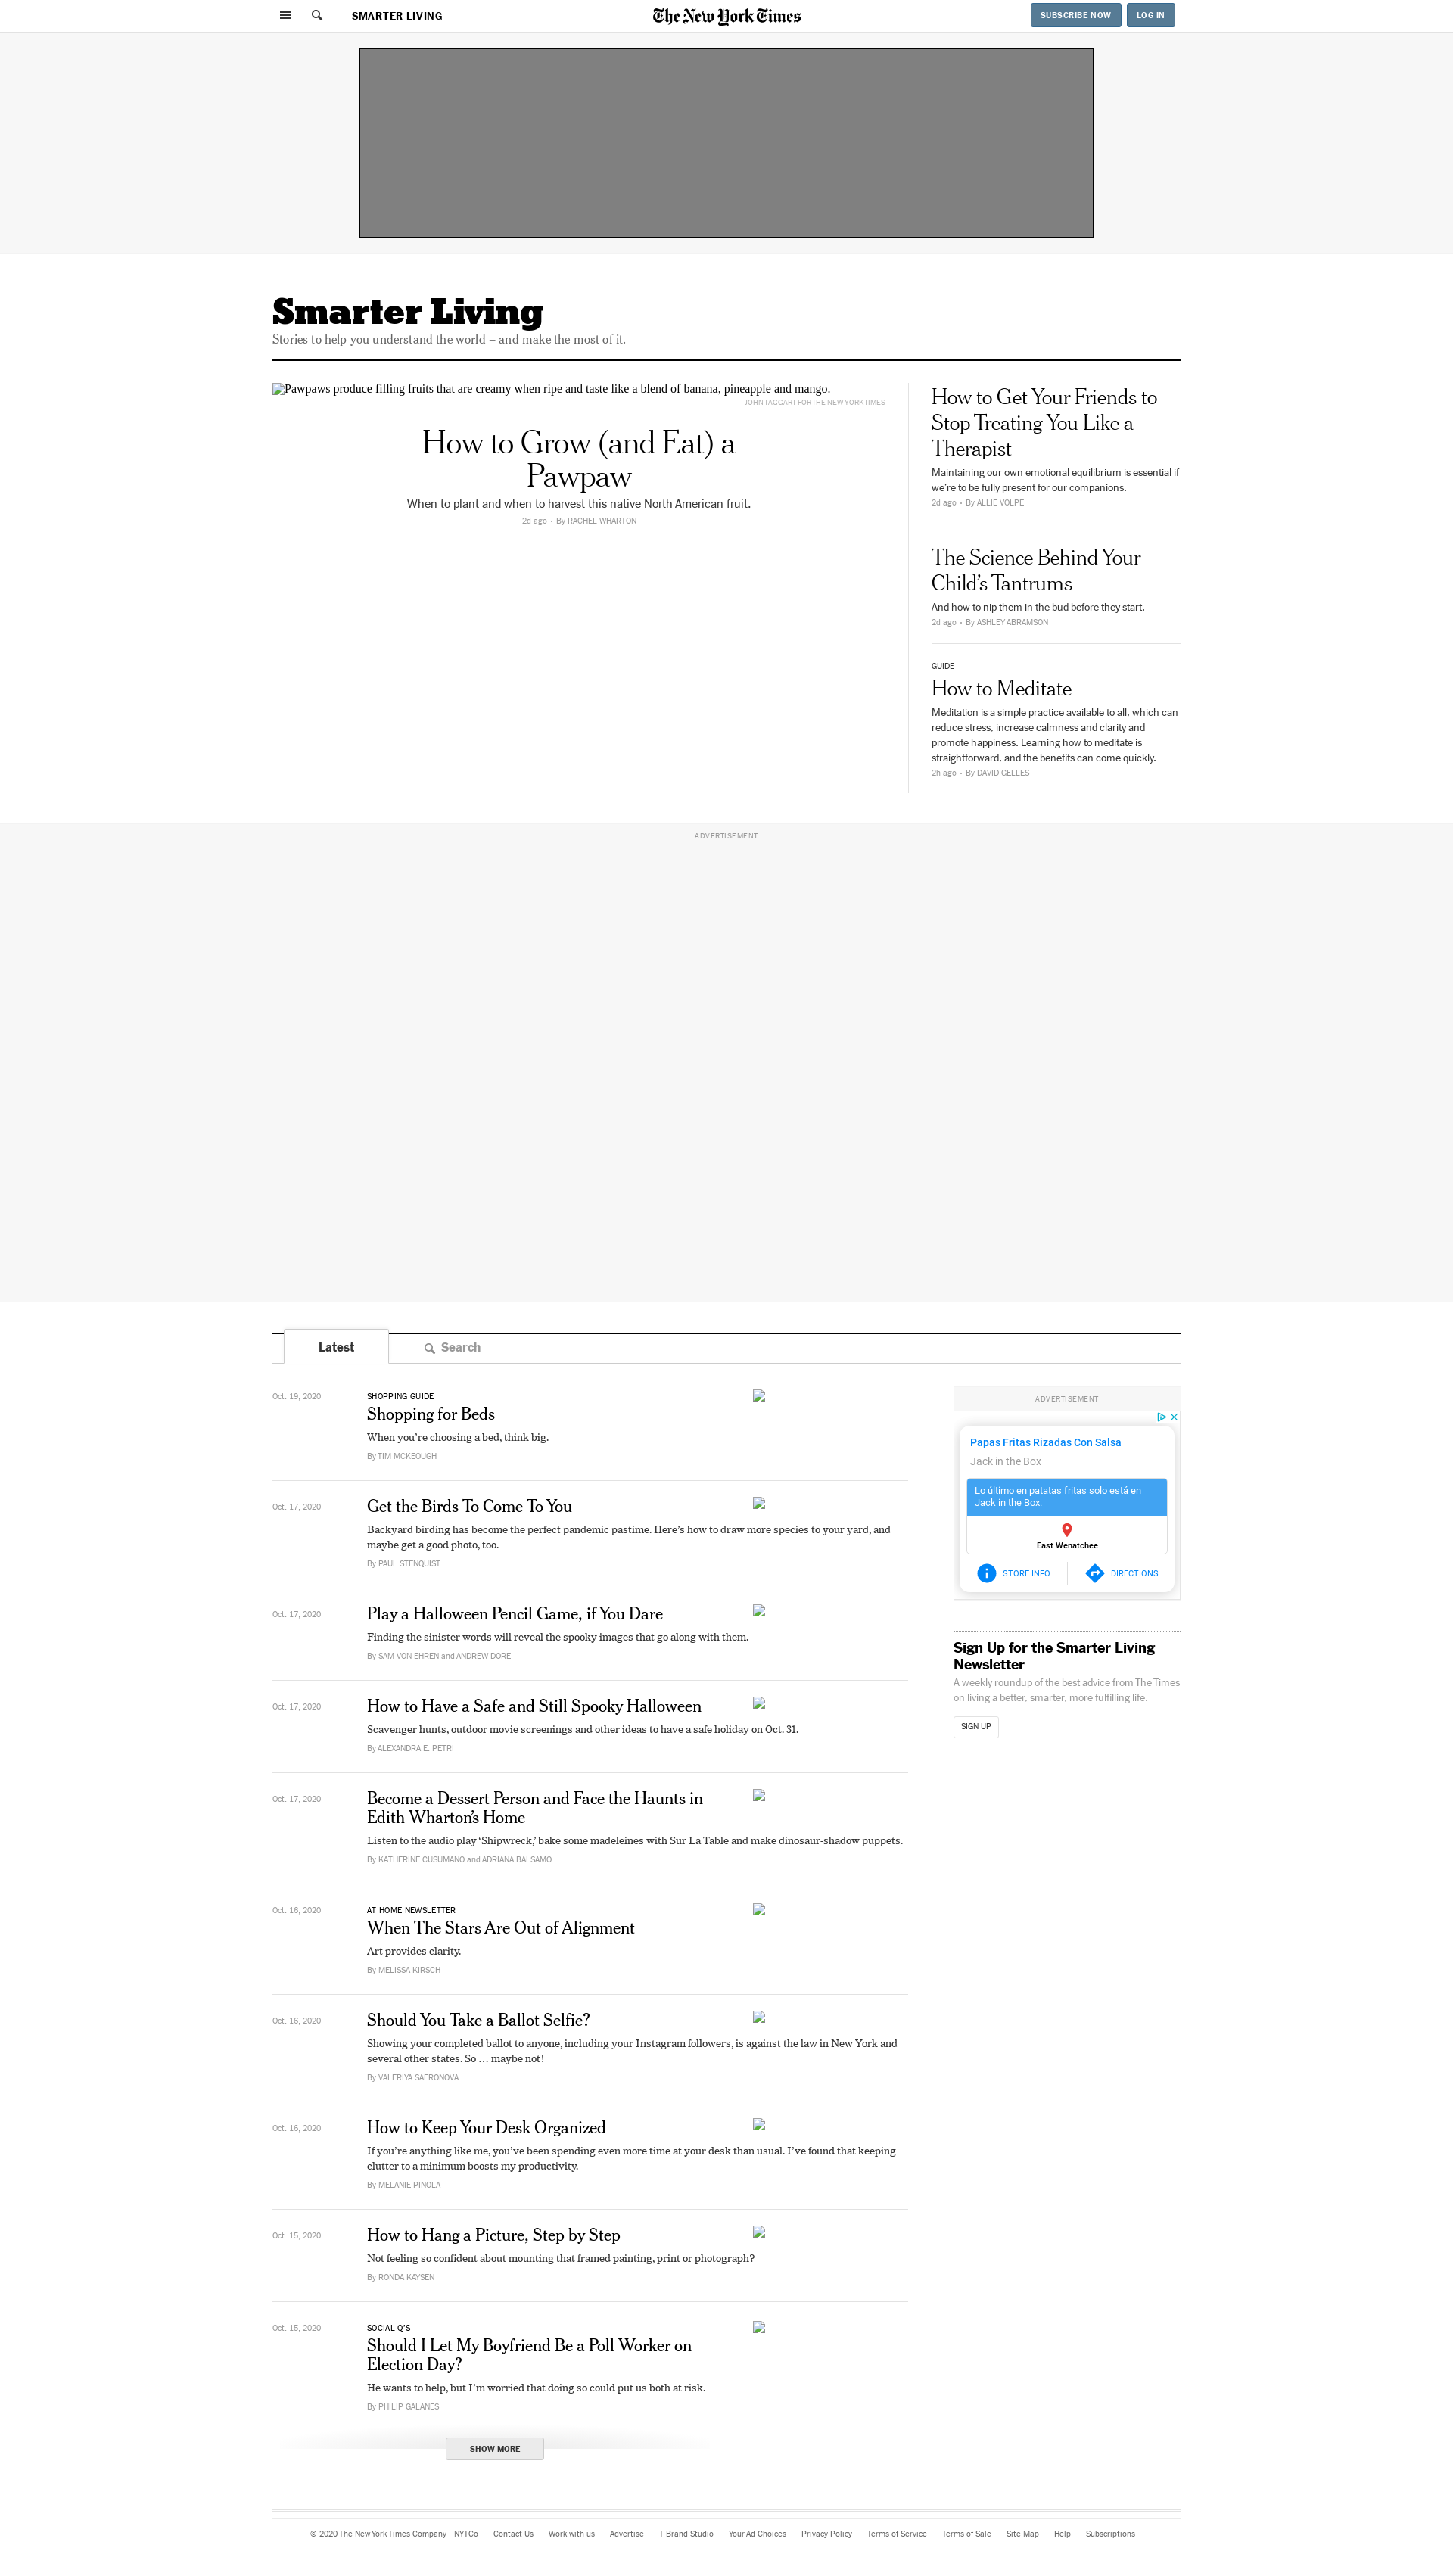 SMARTER LIVING
The New York Times
SUBSCRIBE NOW
LOG IN
Smarter Living
Stories to help you understand the world – and make the most of it.
Pawpaws produce filling fruits that are creamy when ripe and taste like a blend of banana, pineapple and mango.
JOHN TAGGART FOR THE NEW YORK TIMES
How to Grow (and Eat) a
Pawpaw
When to plant and when to harvest this native North American fruit.
2d ago • By RACHEL WHARTON
How to Get Your Friends to
Stop Treating You Like a
Therapist
Maintaining our own emotional equilibrium is essential if
we’re to be fully present for our companions.
2d ago • By ALLIE VOLPE
The Science Behind Your
Child’s Tantrums
And how to nip them in the bud before they start.
2d ago • By ASHLEY ABRAMSON
GUIDE
How to Meditate
Meditation is a simple practice available to all, which can
reduce stress, increase calmness and clarity and
promote happiness. Learning how to meditate is
straightforward, and the benefits can come quickly.
2h ago • By DAVID GELLES
ADVERTISEMENT
Latest
Search
Oct. 19, 2020
SHOPPING GUIDE
Shopping for Beds
When you’re choosing a bed, think big.
By TIM MCKEOUGH
Oct. 17, 2020
Get the Birds To Come To You
Backyard birding has become the perfect pandemic pastime. Here’s how to draw more species to your yard, and
maybe get a good photo, too.
By PAUL STENQUIST
Oct. 17, 2020
Play a Halloween Pencil Game, if You Dare
Finding the sinister words will reveal the spooky images that go along with them.
By SAM VON EHREN and ANDREW DORE
Oct. 17, 2020
How to Have a Safe and Still Spooky Halloween
Scavenger hunts, outdoor movie screenings and other ideas to have a safe holiday on Oct. 31.
By ALEXANDRA E. PETRI
Oct. 17, 2020
Become a Dessert Person and Face the Haunts in
Edith Wharton’s Home
Listen to the audio play ‘Shipwreck,’ bake some madeleines with Sur La Table and make dinosaur-shadow puppets.
By KATHERINE CUSUMANO and ADRIANA BALSAMO
Oct. 16, 2020
AT HOME NEWSLETTER
When The Stars Are Out of Alignment
Art provides clarity.
By MELISSA KIRSCH
Oct. 16, 2020
Should You Take a Ballot Selfie?
Showing your completed ballot to anyone, including your Instagram followers, is against the law in New York and
several other states. So … maybe not!
By VALERIYA SAFRONOVA
Oct. 16, 2020
How to Keep Your Desk Organized
If you’re anything like me, you’ve been spending even more time at your desk than usual. I’ve found that keeping
clutter to a minimum boosts my productivity.
By MELANIE PINOLA
Oct. 15, 2020
How to Hang a Picture, Step by Step
Not feeling so confident about mounting that framed painting, print or photograph?
By RONDA KAYSEN
Oct. 15, 2020
SOCIAL Q’S
Should I Let My Boyfriend Be a Poll Worker on
Election Day?
He wants to help, but I’m worried that doing so could put us both at risk.
By PHILIP GALANES
SHOW MORE
ADVERTISEMENT
Papas Fritas Rizadas Con Salsa
Jack in the Box
Lo último en patatas fritas solo está en
Jack in the Box.
East Wenatchee
STORE INFO
DIRECTIONS
Sign Up for the Smarter Living
Newsletter
A weekly roundup of the best advice from The Times
on living a better, smarter, more fulfilling life.
SIGN UP
© 2020 The New York Times Company NYTCo Contact Us Work with us Advertise T Brand Studio Your Ad Choices Privacy Policy Terms of Service Terms of Sale Site Map Help Subscriptions